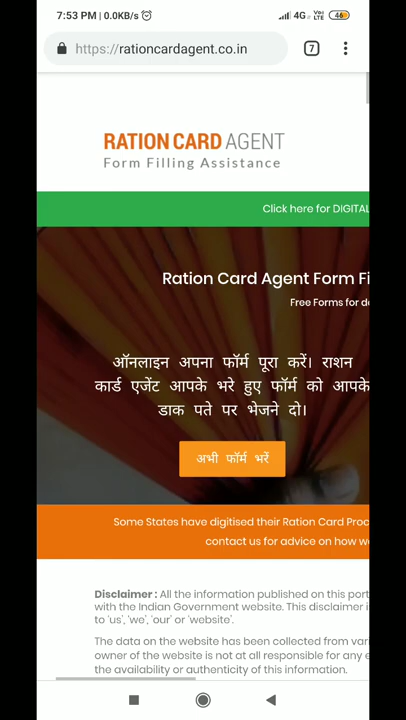 7:53 PM | 0.0KB/s
4G
Vo
LTE
46
https://rationcardagent.co.in
7
RATION CARD AGENT
Form Filling Assistance
Click here for DIGITAL
Ration Card Agent Form Fi
Free Forms for d
ऑनलाइन अपना फॉर्म पूरा करें। राशन
कार्ड एजेंट आपके भरे हुए फॉर्म को आपके
डाक पते पर भेजने दो।
अभी फॉर्म भरें
Some States have digitised their Ration Card Proc
contact us for advice on how w
Disclaimer : All the information published on this port
with the Indian Government website. This disclaimer i
to 'us', 'we', 'our' or 'website'.
The data on the website has been collected from vari
owner of the website is not at all responsible for any e
the availability or authenticity of this information.